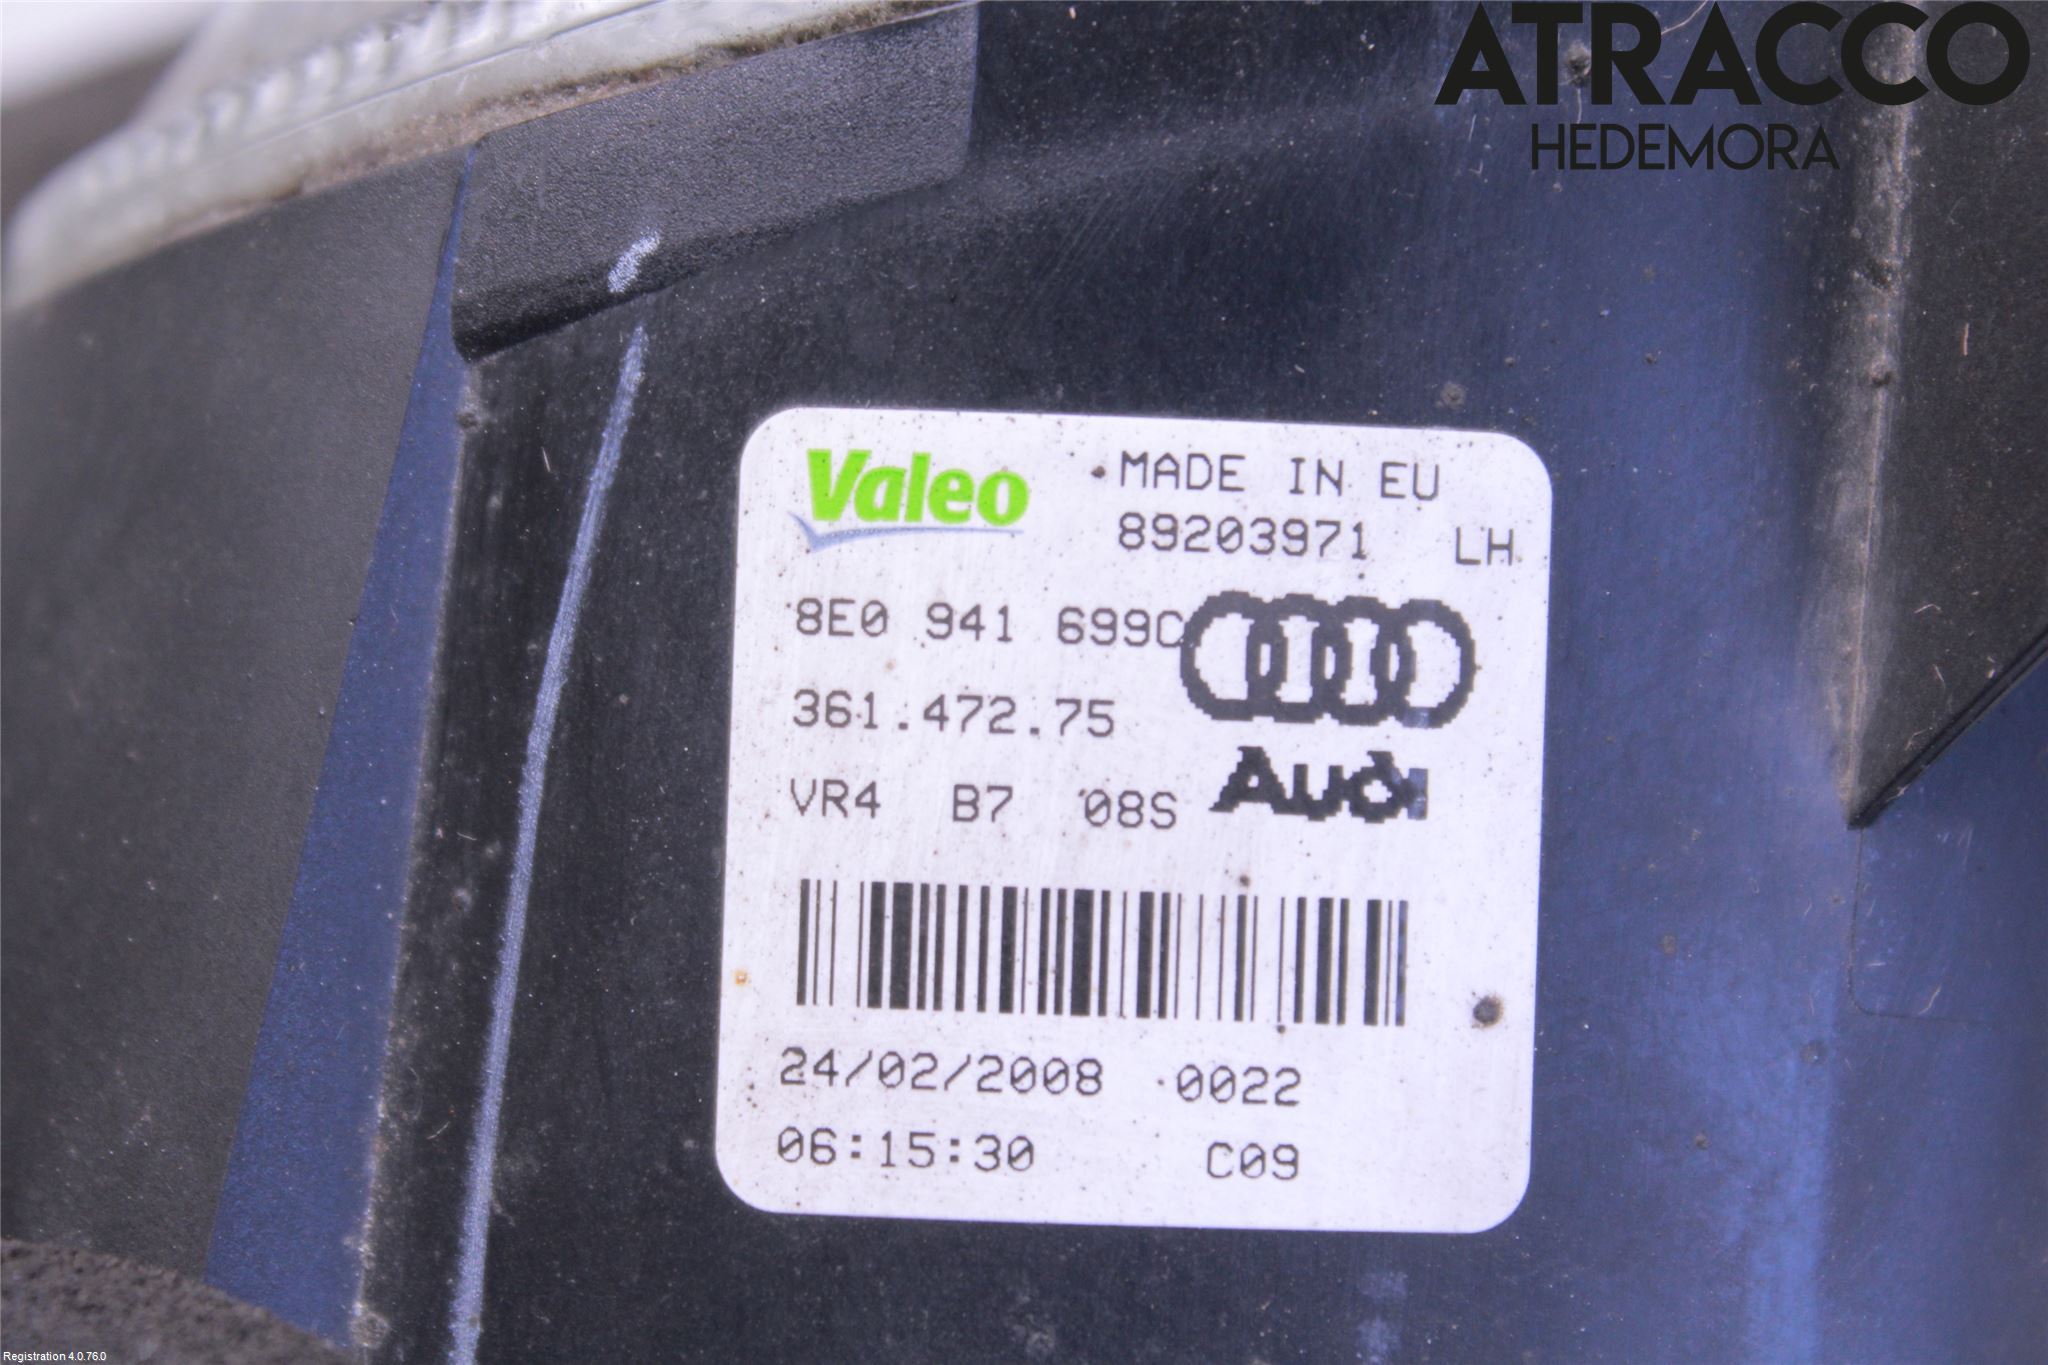 ATRACCO
HEDEMORA
Valeo
MADE IN EU
89203971 LH
8E0 941 699C
361.472.75
Audi
VR4 B7 08S
24/02/2008 0022
06:15:30 C09
Registration 4.0.76.0